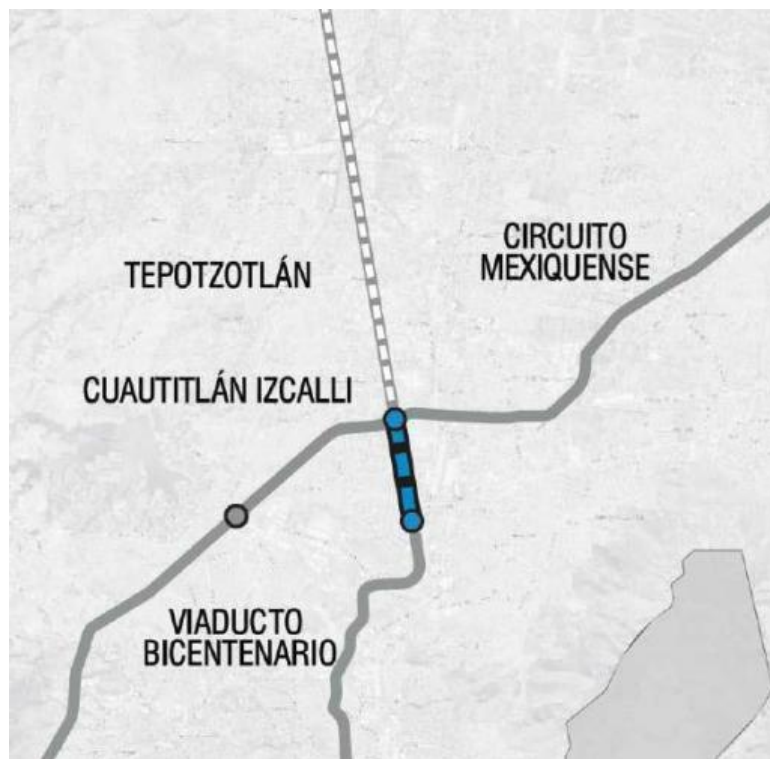 CIRCUITO
MEXIQUENSE
TEPOTZOTLÁN
CUAUTITLÁN IZCALLI
VIADUCTO
BICENTENARIO